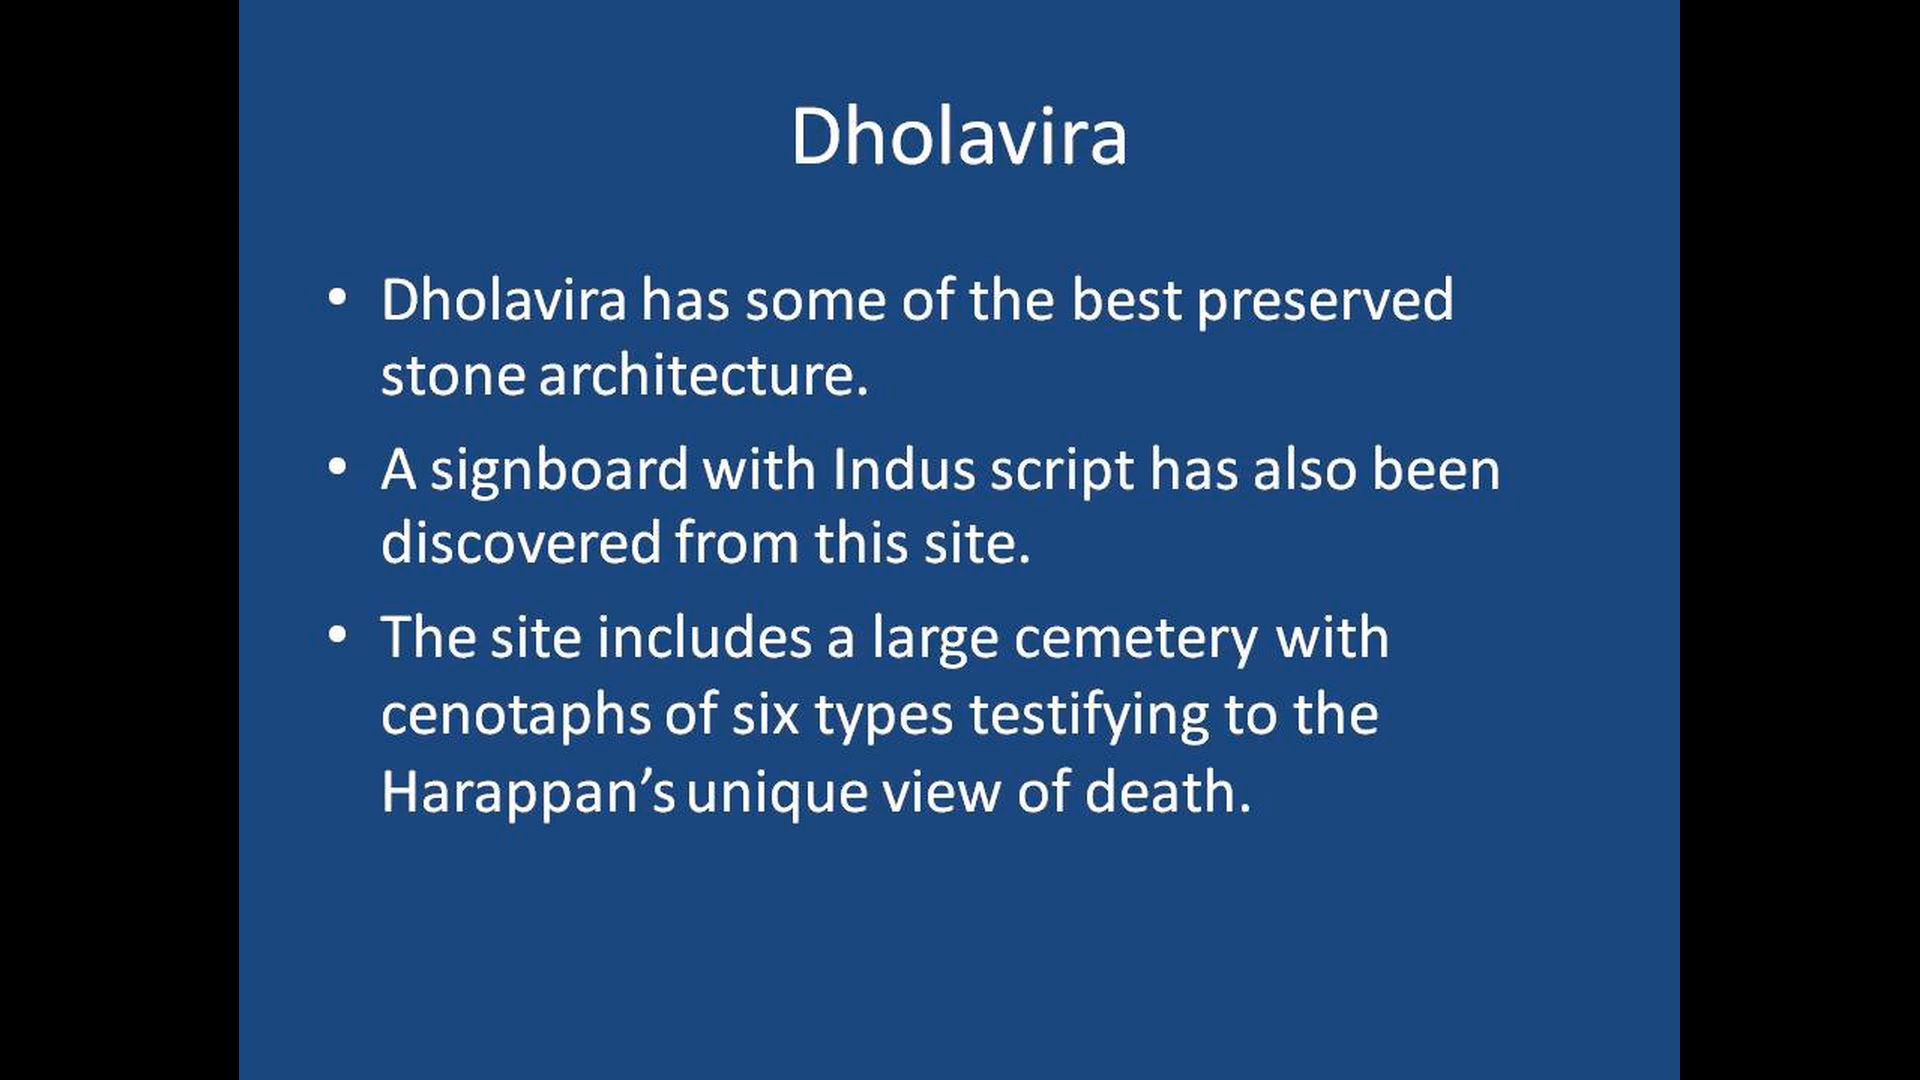 Dholavira
• Dholavira has some of the best preserved
stone architecture.
• A signboard with Indus script has also been
discovered from this site.
• The site includes a large cemetery with
cenotaphs of six types testifying to the
Harappan’s unique view of death.